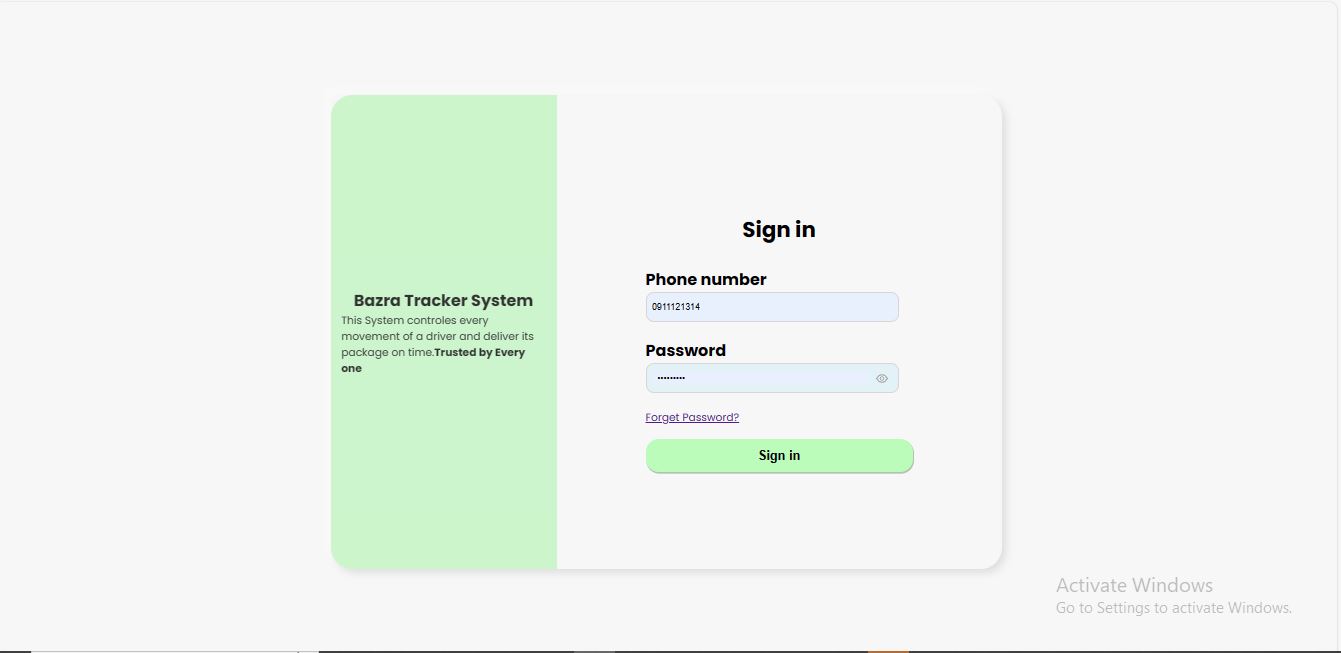 Bazra Tracker System
This System controles every
movement of a driver and deliver its
package on time.Trusted by Every
one
Sign in
Phone number
0911121314
Password
•••••••••
Forget Password?
Sign in
Activate Windows
Go to Settings to activate Windows.